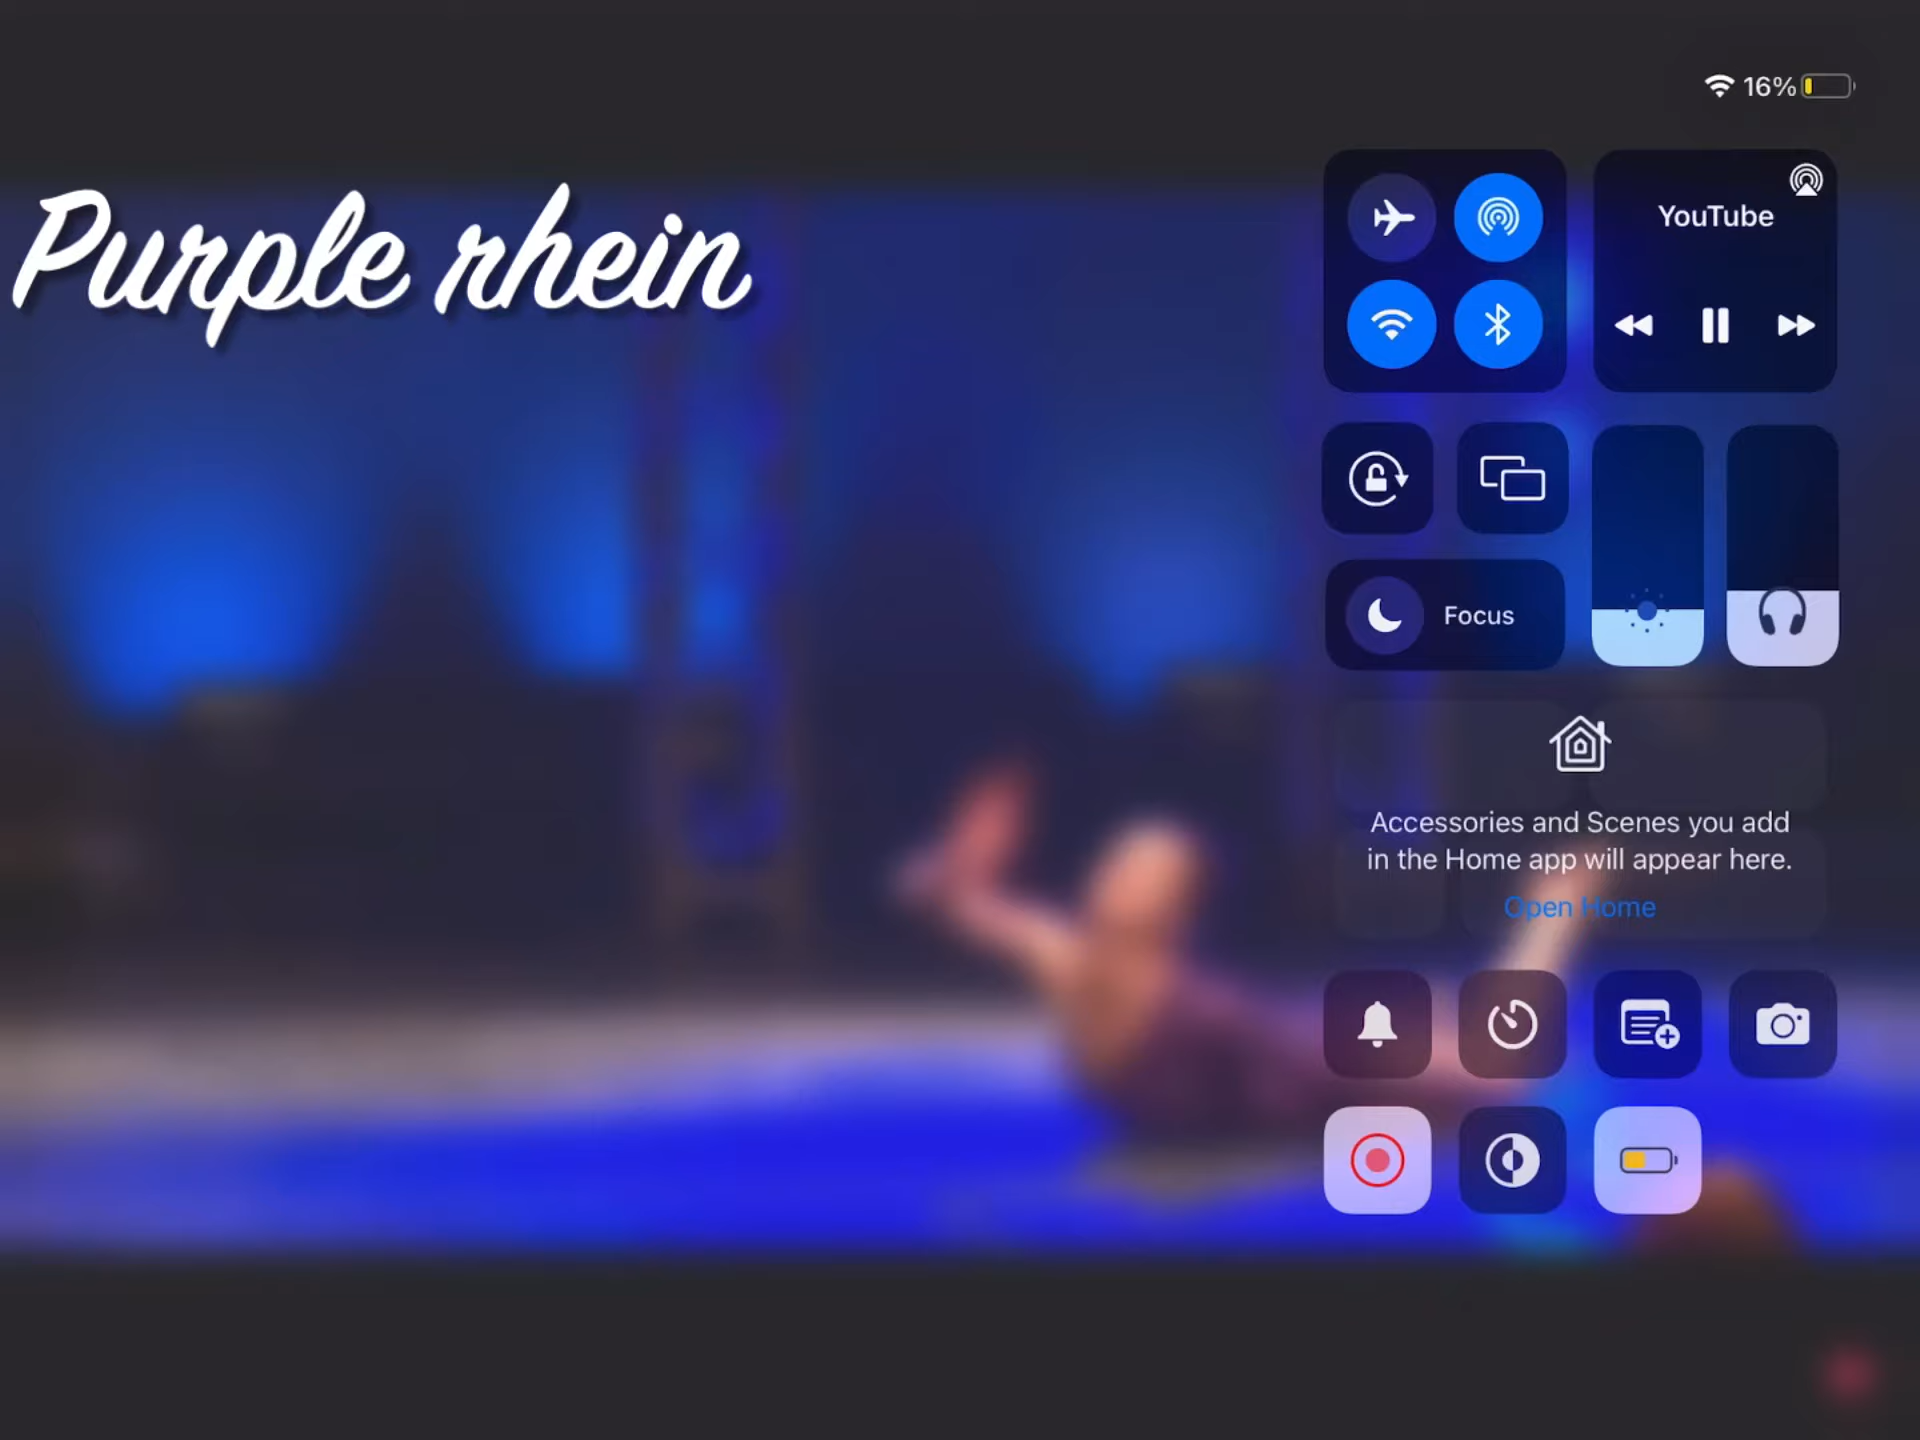 16%
Purple rhein
YouTube
Focus
Accessories and Scenes you add
in the Home app will appear here.
Open Home